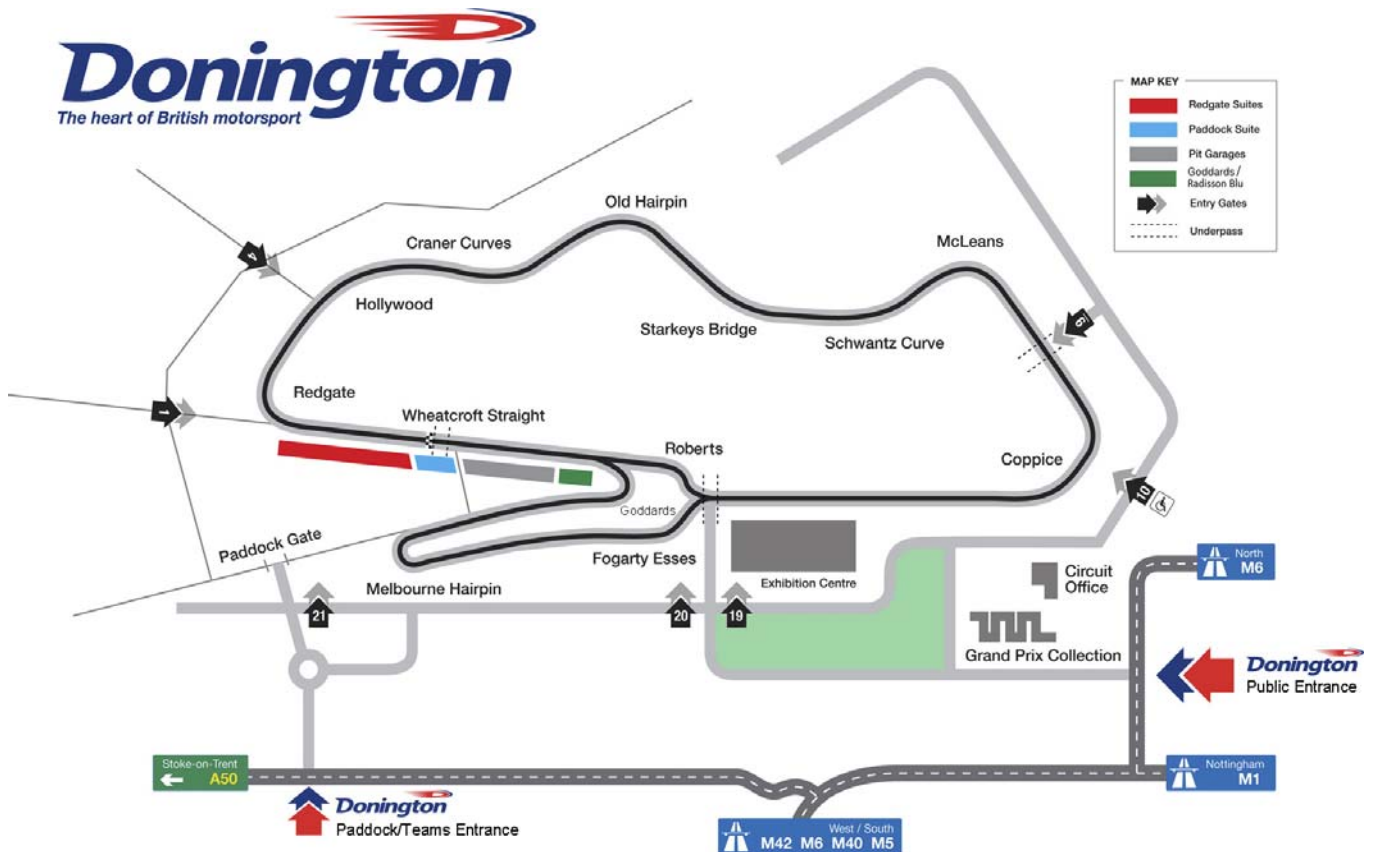 Donington
The heart of British motorsport
MAP KEY
Redgate Suites
Paddock Suite
Pit Garages
Goddards /
Radisson Blu
Entry Gates
Underpass
Old Hairpin
Craner Curves
McLeans
4
Hollywood
Starkeys Bridge
Schwantz Curve
9
Redgate
1
Wheatcroft Straight
Roberts
Coppice
10
Goddards
Paddock Gate
Fogarty Esses
Melbourne Hairpin
Exhibition Centre
Circuit
Office
North
M6
21
20
19
Grand Prix Collection
Donington
Public Entrance
Stoke-on-Trent
A50
Nottingham
M1
Donington
Paddock/Teams Entrance
West / South
M42 M6 M40 M5